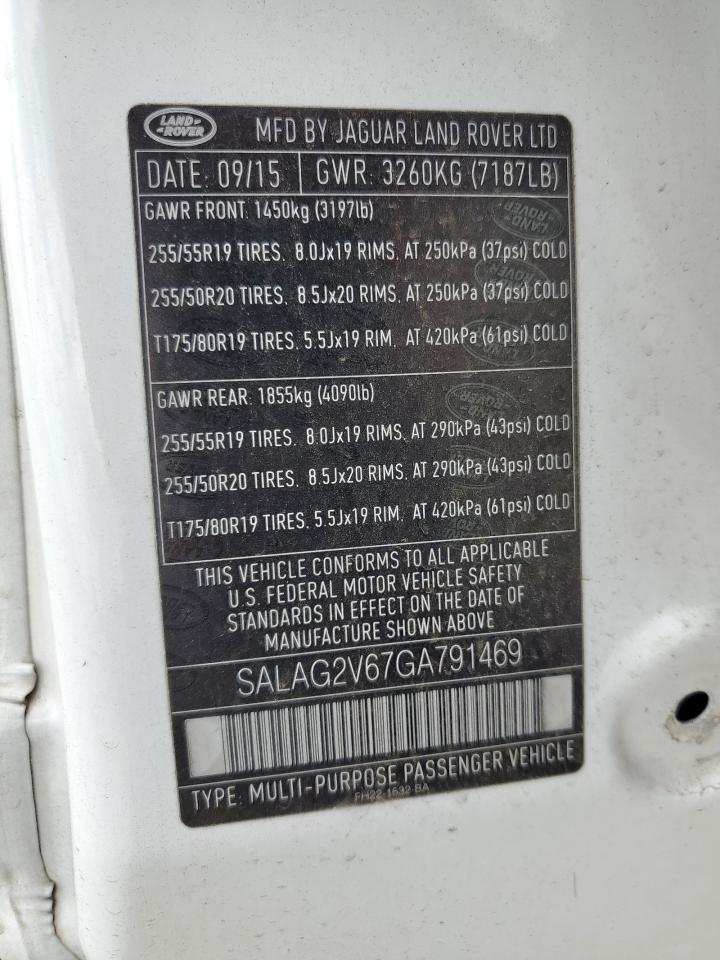 LAND-
-ROVER
MFD BY JAGUAR LAND ROVER LTD
DATE: 09/15 GWR: 3260KG (7187LB)
GAWR FRONT: 1450kg (3197lb)
255/55R19 TIRES, 8.0Jx19 RIMS, AT 250kPa (37psi) COLD
255/50R20 TIRES, 8.5Jx20 RIMS, AT 250kPa (37psi) COLD
T175/80R19 TIRES, 5.5Jx19 RIM, AT 420kPa (61psi) COLD
GAWR REAR: 1855kg (4090lb)
255/55R19 TIRES, 8.0Jx19 RIMS, AT 290kPa (43psi) COLD
255/50R20 TIRES, 8.5Jx20 RIMS, AT 290kPa (43psi) COLD
T175/80R19 TIRES, 5.5Jx19 RIM, AT 420kPa (61psi) COLD
THIS VEHICLE CONFORMS TO ALL APPLICABLE
U.S. FEDERAL MOTOR VEHICLE SAFETY
STANDARDS IN EFFECT ON THE DATE OF
MANUFACTURE SHOWN ABOVE
SALAG2V67GA791469
TYPE: MULTI-PURPOSE PASSENGER VEHICLE
FH22-1532-BA